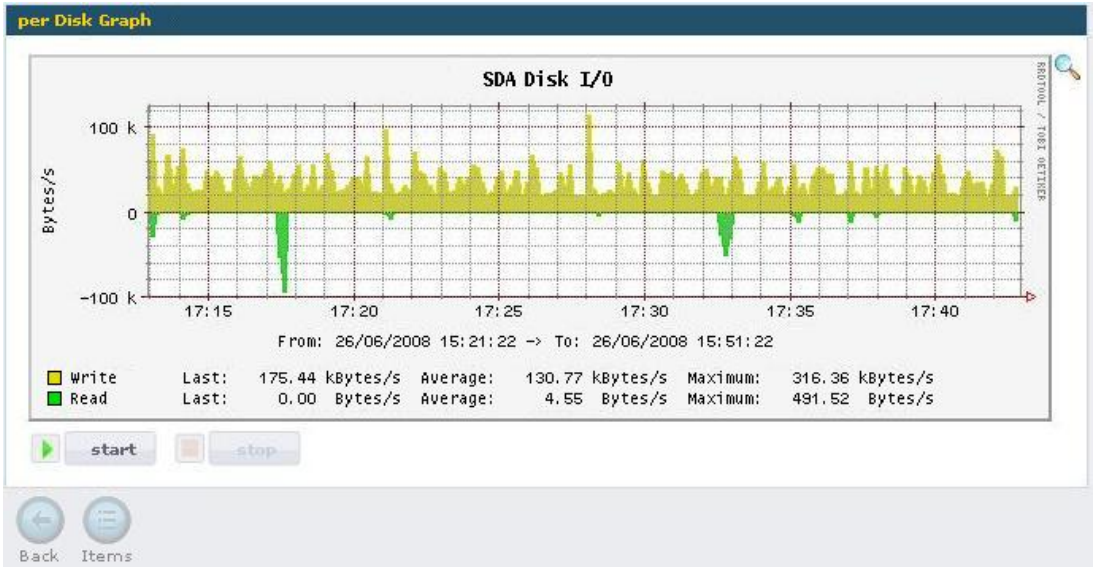 per Disk Graph
SDA Disk I/O
RRDTOOL / TOBI OETIKER
Bytes/s
100 k
0
-100 k
17:15 17:20 17:25 17:30 17:35 17:40
From: 26/06/2008 15:21:22 -> To: 26/06/2008 15:51:22
Write Last: 175.44 kBytes/s Average: 130.77 kBytes/s Maximum: 316.36 kBytes/s
Read Last: 0.00 Bytes/s Average: 4.55 Bytes/s Maximum: 491.52 Bytes/s
start stop
Back Items